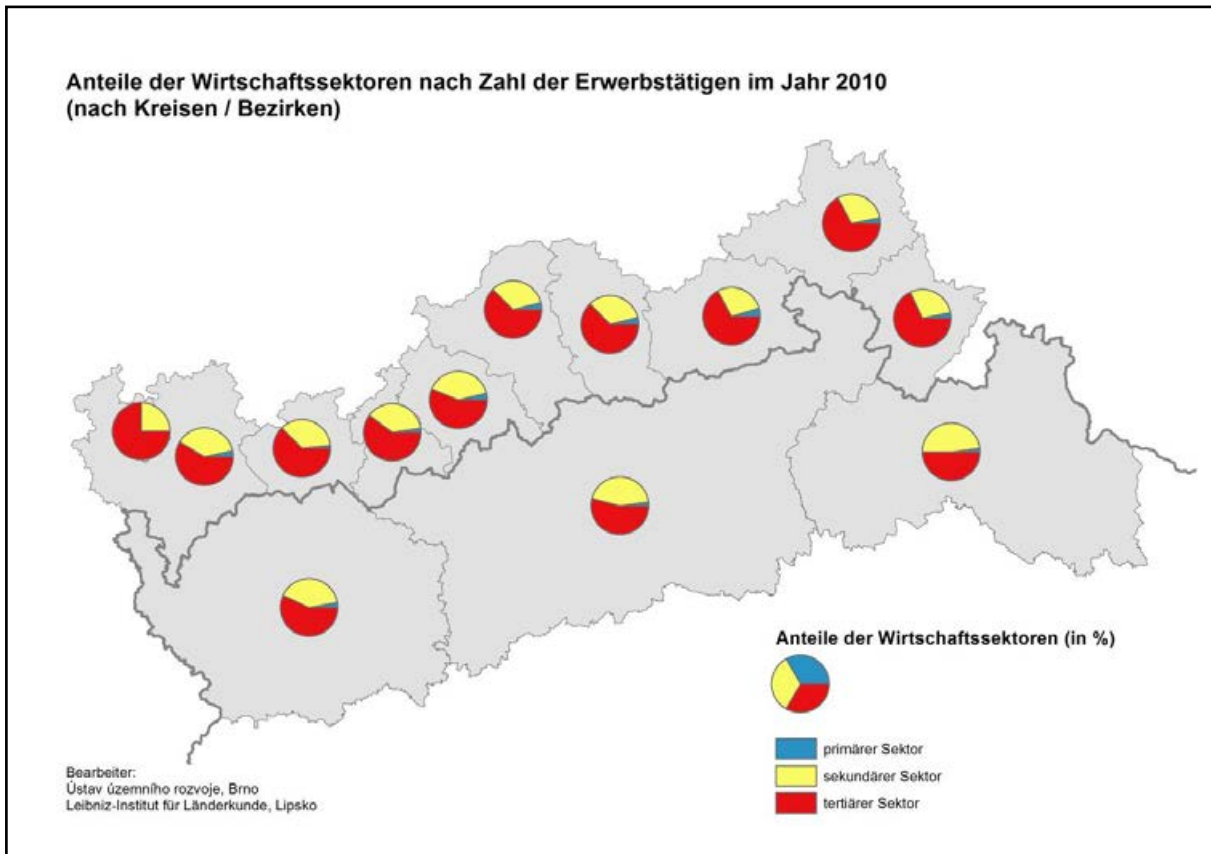 Anteile der Wirtschaftssektoren nach Zahl der Erwerbstätigen im Jahr 2010
(nach Kreisen / Bezirken)
Anteile der Wirtschaftssektoren (in %)
primärer Sektor
sekundärer Sektor
tertiärer Sektor
Bearbeiter:
Ústav územního rozvoje, Brno
Leibniz-Institut für Länderkunde, Lipsko